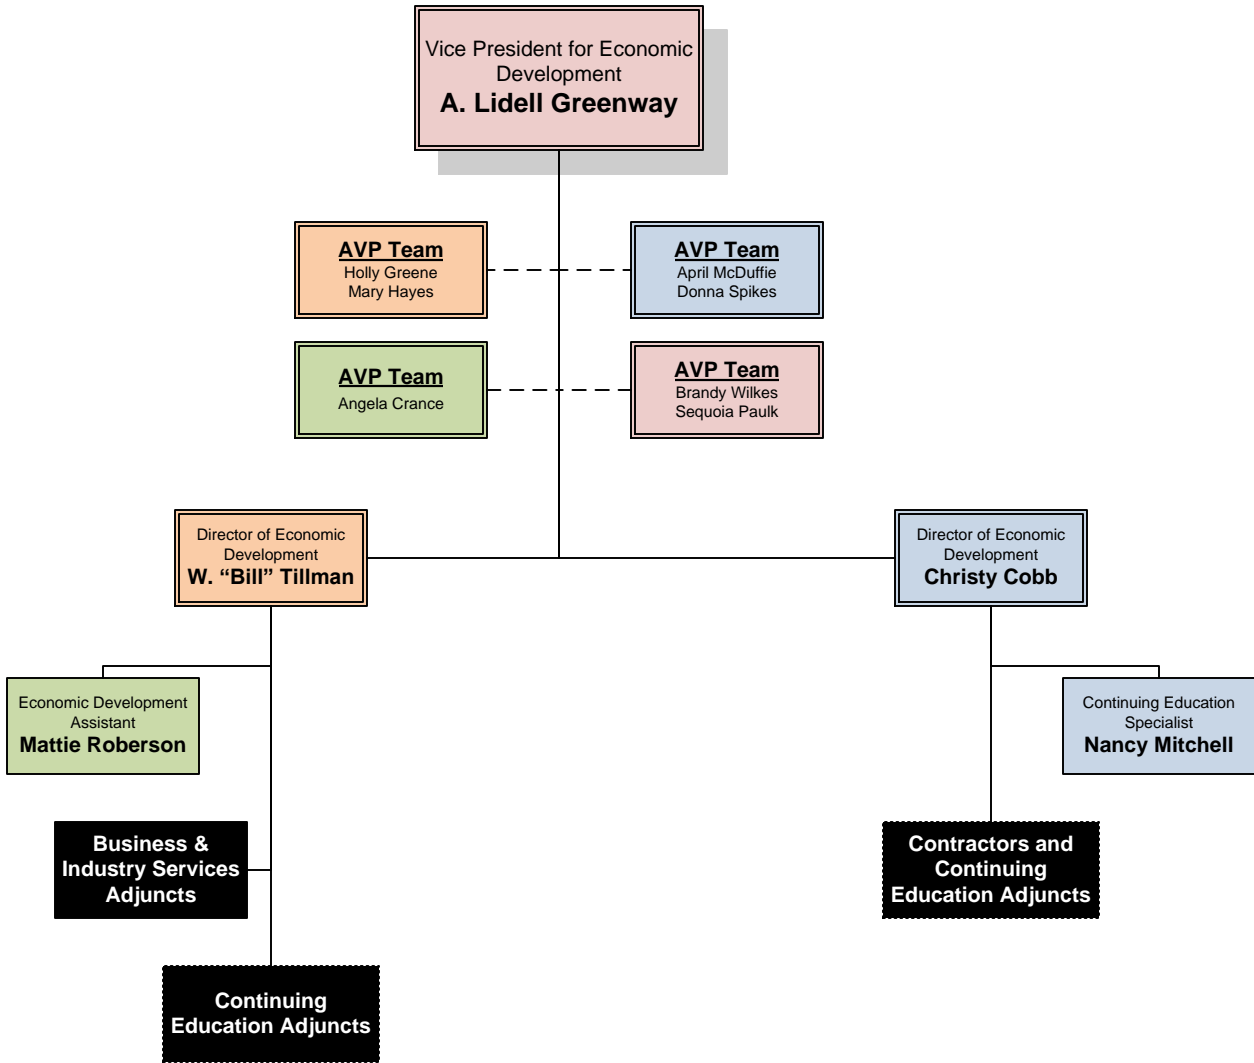 Vice President for Economic
Development
A. Lidell Greenway
AVP Team
Holly Greene
Mary Hayes
AVP Team
April McDuffie
Donna Spikes
AVP Team
Angela Crance
AVP Team
Brandy Wilkes
Sequoia Paulk
Director of Economic
Development
W. “Bill” Tillman
Director of Economic
Development
Christy Cobb
Economic Development
Assistant
Mattie Roberson
Continuing Education
Specialist
Nancy Mitchell
Business &
Industry Services
Adjuncts
Contractors and
Continuing
Education Adjuncts
Continuing
Education Adjuncts